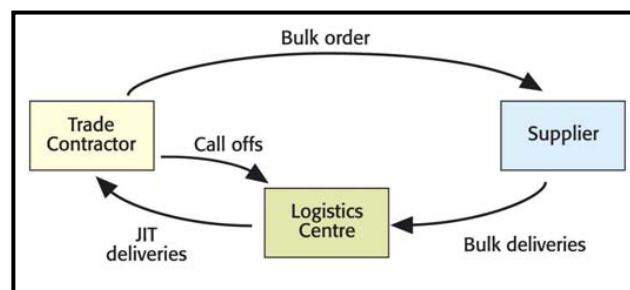 Bulk order
Trade
Contractor
Supplier
Call offs
Logistics
Centre
JIT
deliveries
Bulk deliveries